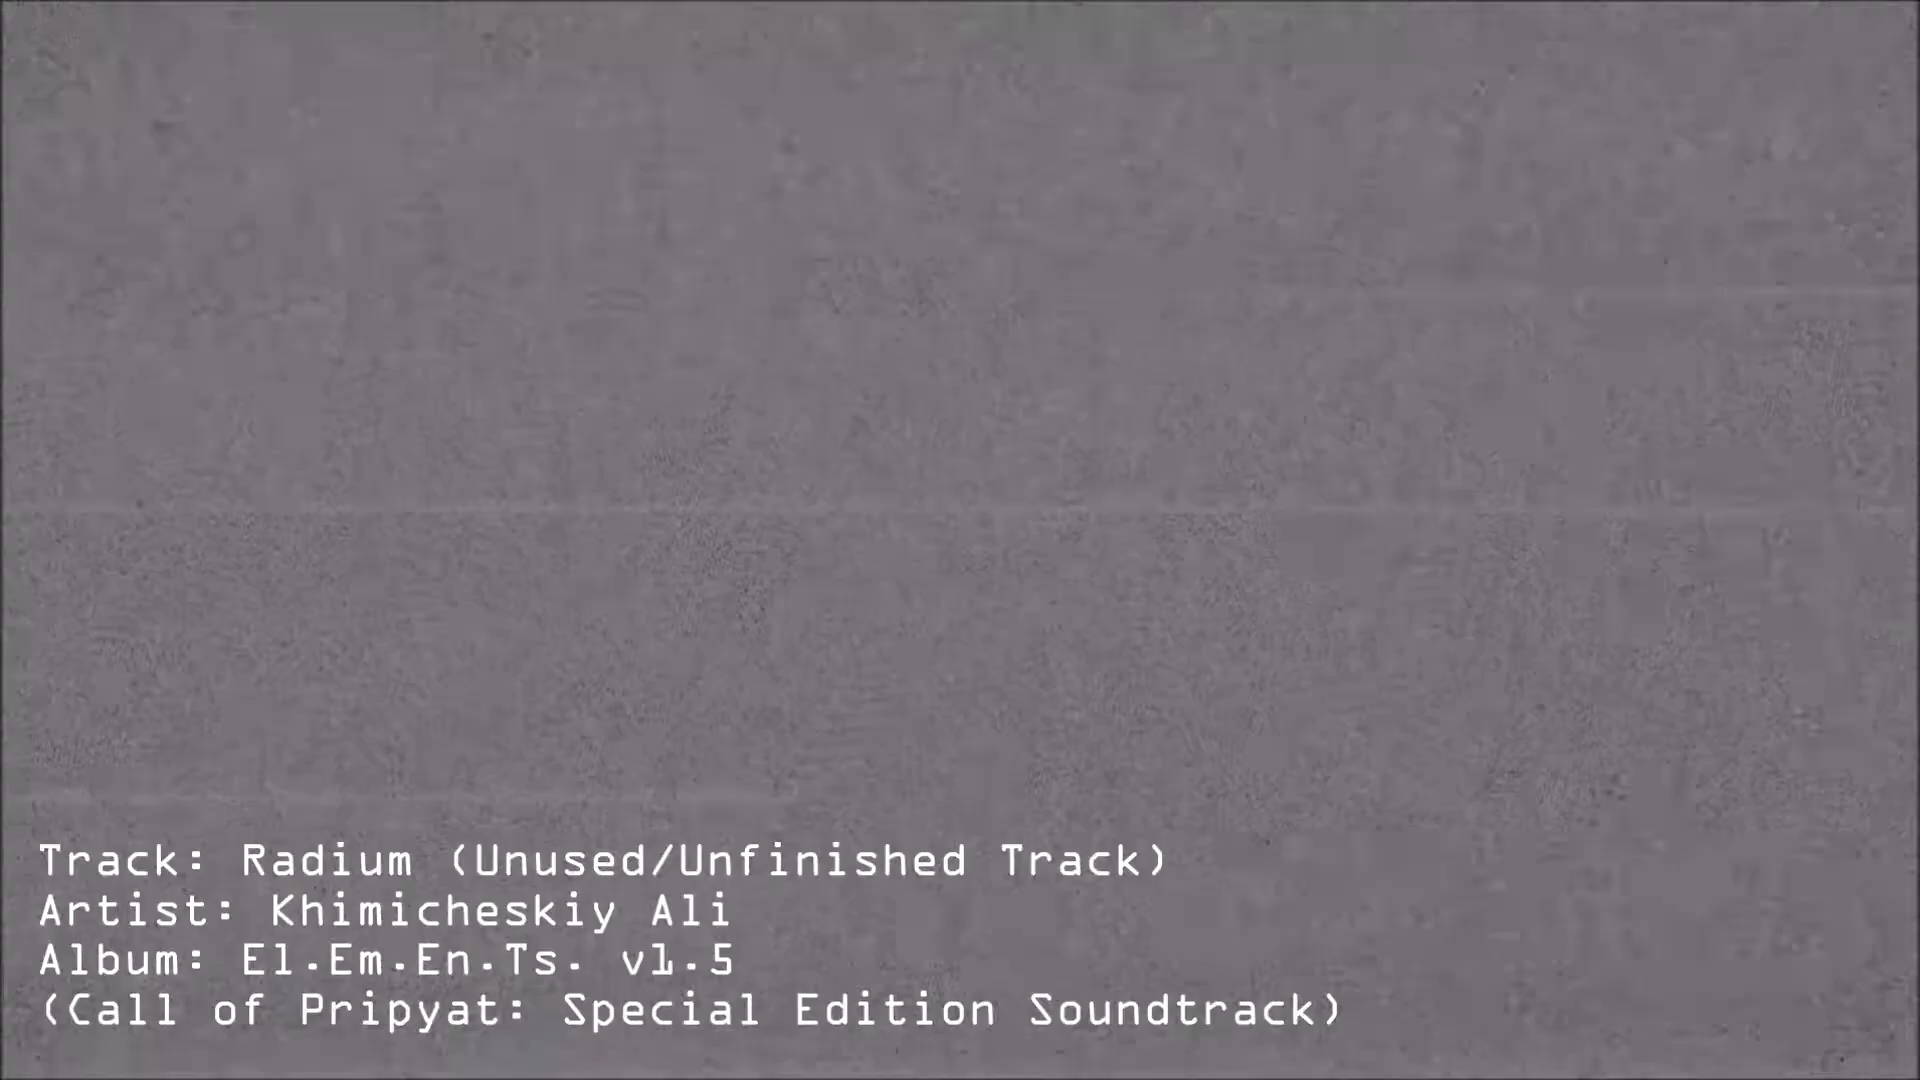 Track: Radium (Unused/Unfinished Track)
Artist: Khimicheskiy Ali
Album: El.Em.En.Ts. v1.5
(Call of Pripyat: Special Edition Soundtrack)